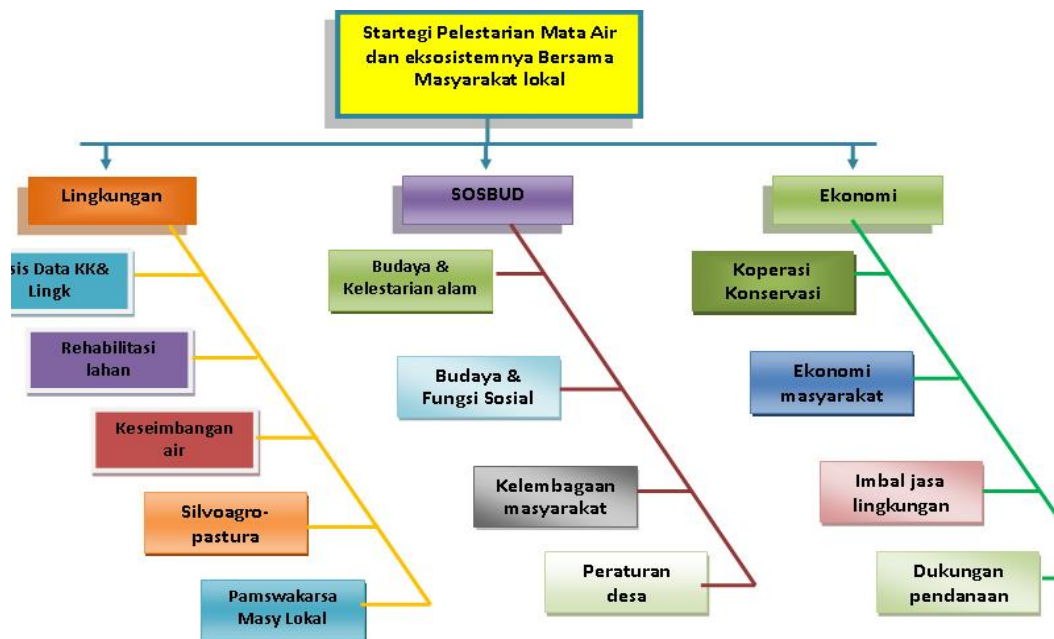 Startegi Pelestarian Mata Air
dan eksosistemnya Bersama
Masyarakat lokal
Lingkungan
SOSBUD
Ekonomi
sis Data KK&
Lingk
Rehabilitasi
lahan
Keseimbangan
air
Silvoagro-
pastura
Pamswakarsa
Masy Lokal
Budaya &
Kelestarian alam
Budaya &
Fungsi Sosial
Kelembagaan
masyarakat
Peraturan
desa
Koperasi
Konservasi
Ekonomi
masyarakat
Imbal jasa
lingkungan
Dukungan
pendanaan